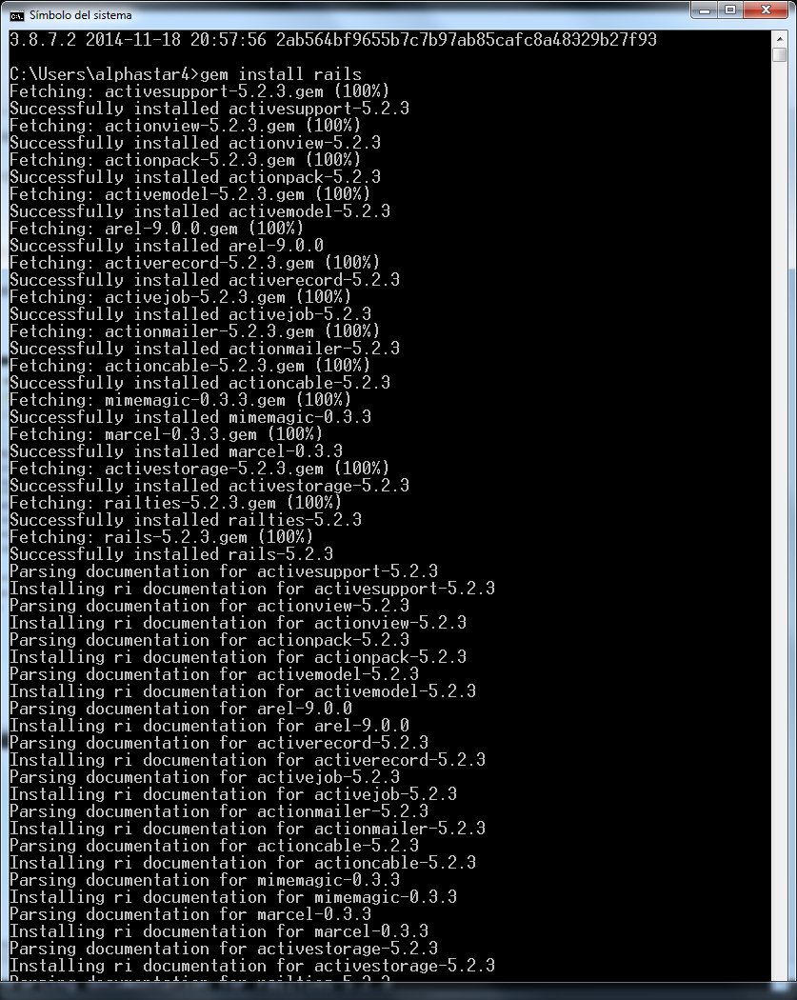 Símbolo del sistema
3.8.7.2 2014-11-18 20:57:56 2ab564bf9655b7c7b97ab85cafc8a48329b27f93
C:\Users\alphastar4>gem install rails
Fetching: activesupport-5.2.3.gem (100%)
Successfully installed activesupport-5.2.3
Fetching: actionview-5.2.3.gem (100%)
Successfully installed actionview-5.2.3
Fetching: actionpack-5.2.3.gem (100%)
Successfully installed actionpack-5.2.3
Fetching: activemodel-5.2.3.gem (100%)
Successfully installed activemodel-5.2.3
Fetching: arel-9.0.0.gem (100%)
Successfully installed arel-9.0.0
Fetching: activerecord-5.2.3.gem (100%)
Successfully installed activerecord-5.2.3
Fetching: activejob-5.2.3.gem (100%)
Successfully installed activejob-5.2.3
Fetching: actionmailer-5.2.3.gem (100%)
Successfully installed actionmailer-5.2.3
Fetching: actioncable-5.2.3.gem (100%)
Successfully installed actioncable-5.2.3
Fetching: mimemagic-0.3.3.gem (100%)
Successfully installed mimemagic-0.3.3
Fetching: marcel-0.3.3.gem (100%)
Successfully installed marcel-0.3.3
Fetching: activestorage-5.2.3.gem (100%)
Successfully installed activestorage-5.2.3
Fetching: railties-5.2.3.gem (100%)
Successfully installed railties-5.2.3
Fetching: rails-5.2.3.gem (100%)
Successfully installed rails-5.2.3
Parsing documentation for activesupport-5.2.3
Installing ri documentation for activesupport-5.2.3
Parsing documentation for actionview-5.2.3
Installing ri documentation for actionview-5.2.3
Parsing documentation for actionpack-5.2.3
Installing ri documentation for actionpack-5.2.3
Parsing documentation for activemodel-5.2.3
Installing ri documentation for activemodel-5.2.3
Parsing documentation for arel-9.0.0
Installing ri documentation for arel-9.0.0
Parsing documentation for activerecord-5.2.3
Installing ri documentation for activerecord-5.2.3
Parsing documentation for activejob-5.2.3
Installing ri documentation for activejob-5.2.3
Parsing documentation for actionmailer-5.2.3
Installing ri documentation for actionmailer-5.2.3
Parsing documentation for actioncable-5.2.3
Installing ri documentation for actioncable-5.2.3
Parsing documentation for mimemagic-0.3.3
Installing ri documentation for mimemagic-0.3.3
Parsing documentation for marcel-0.3.3
Installing ri documentation for marcel-0.3.3
Parsing documentation for activestorage-5.2.3
Installing ri documentation for activestorage-5.2.3
Parsing documentation for railties-5.2.3